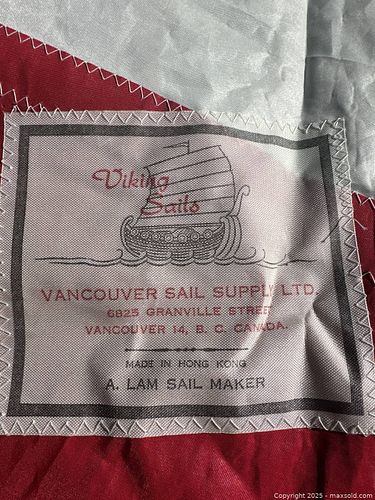 Viking
Sails
VANCOUVER SAIL SUPPLY LTD.
6825 GRANVILLE STREET
VANCOUVER 14, B. C. CANADA.
MADE IN HONG KONG
A. LAM SAIL MAKER
Copyright 2025 - maxsold.com